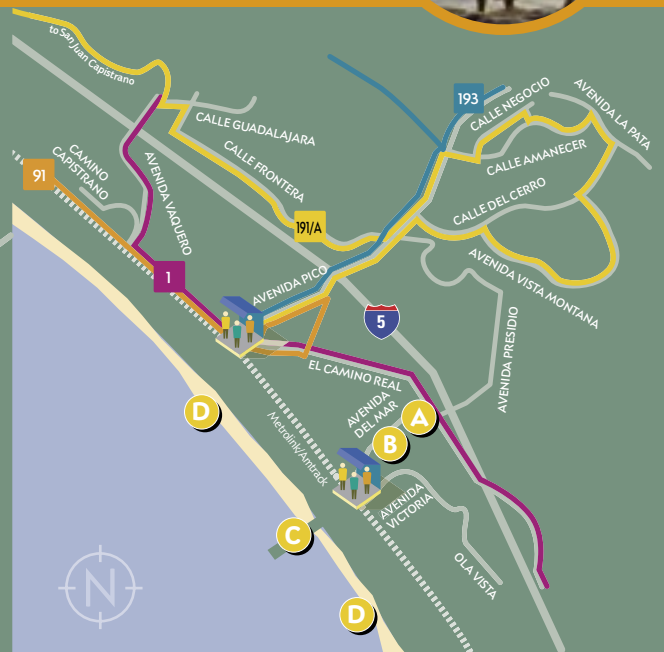 to San Juan Capistrano
193
CALLE NEGOCIO
AVENIDA LA PATA
CALLE GUADALAJARA
CAMINO
CAPISTRANO
CALLE FRONTERA
CALLE AMANECER
91
AVENIDA VAQUERO
CALLE DEL CERRO
191/A
1
AVENIDA PICO
AVENIDA VISTA MONTANA
5
AVENIDA PRESIDIO
EL CAMINO REAL
AVENIDA
DEL MAR
A
D
B
Metrolink/Amtrack
AVENIDA
VICTORIA
C
OLA VISTA
N
D